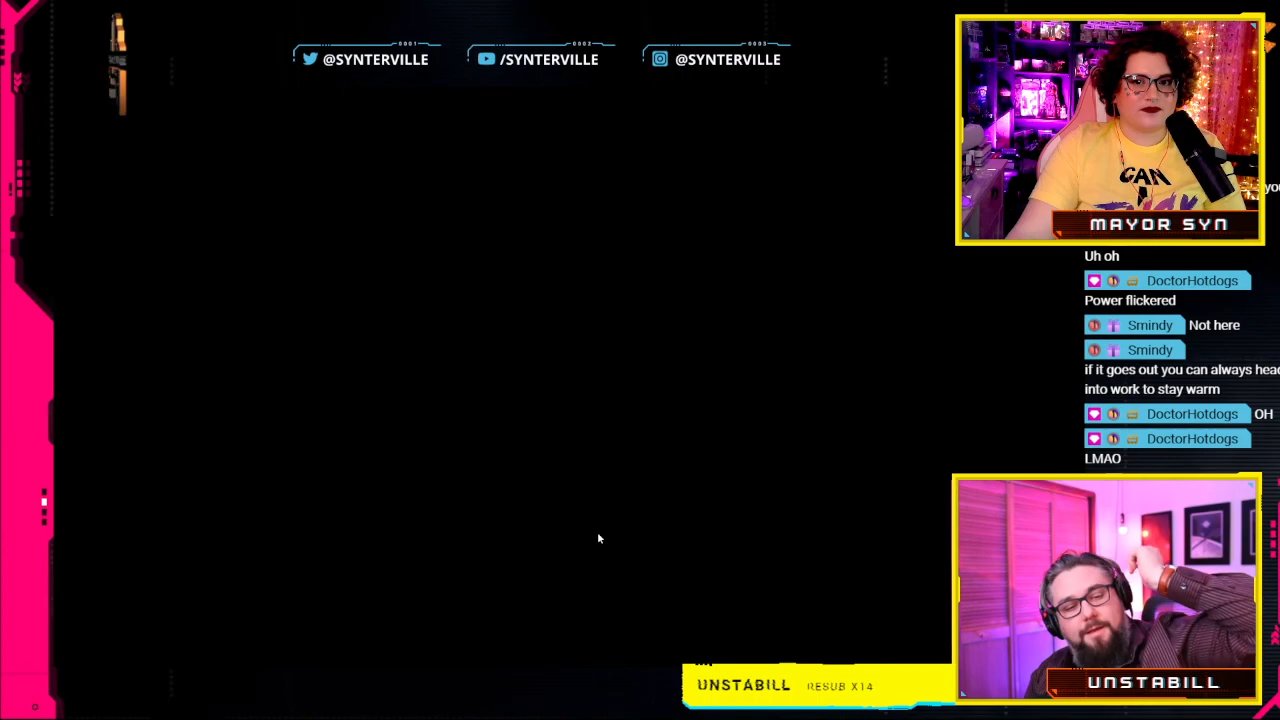 @SYNTERVILLE
/SYNTERVILLE
@SYNTERVILLE
CAN
MAYOR SYN
Uh oh
DoctorHotdogs
Power flickered
Smindy Not here
Smindy
if it goes out you can always head
into work to stay warm
DoctorHotdogs OH
DoctorHotdogs
LMAO
UNSTABILL RESUB X14
UNSTABILL